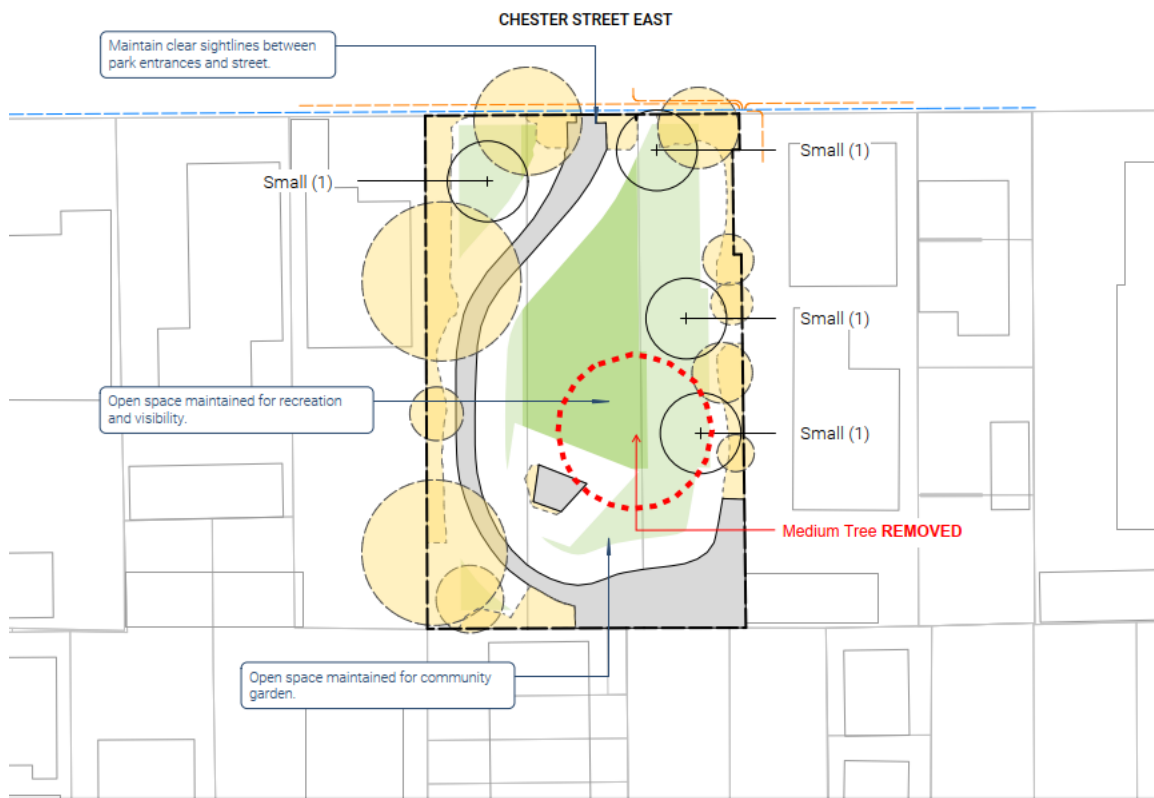 CHESTER STREET EAST
Maintain clear sightlines between
park entrances and street.
Small (1)
Small (1)
Small (1)
Open space maintained for recreation
and visibility.
Small (1)
Medium Tree REMOVED
Open space maintained for community
garden.